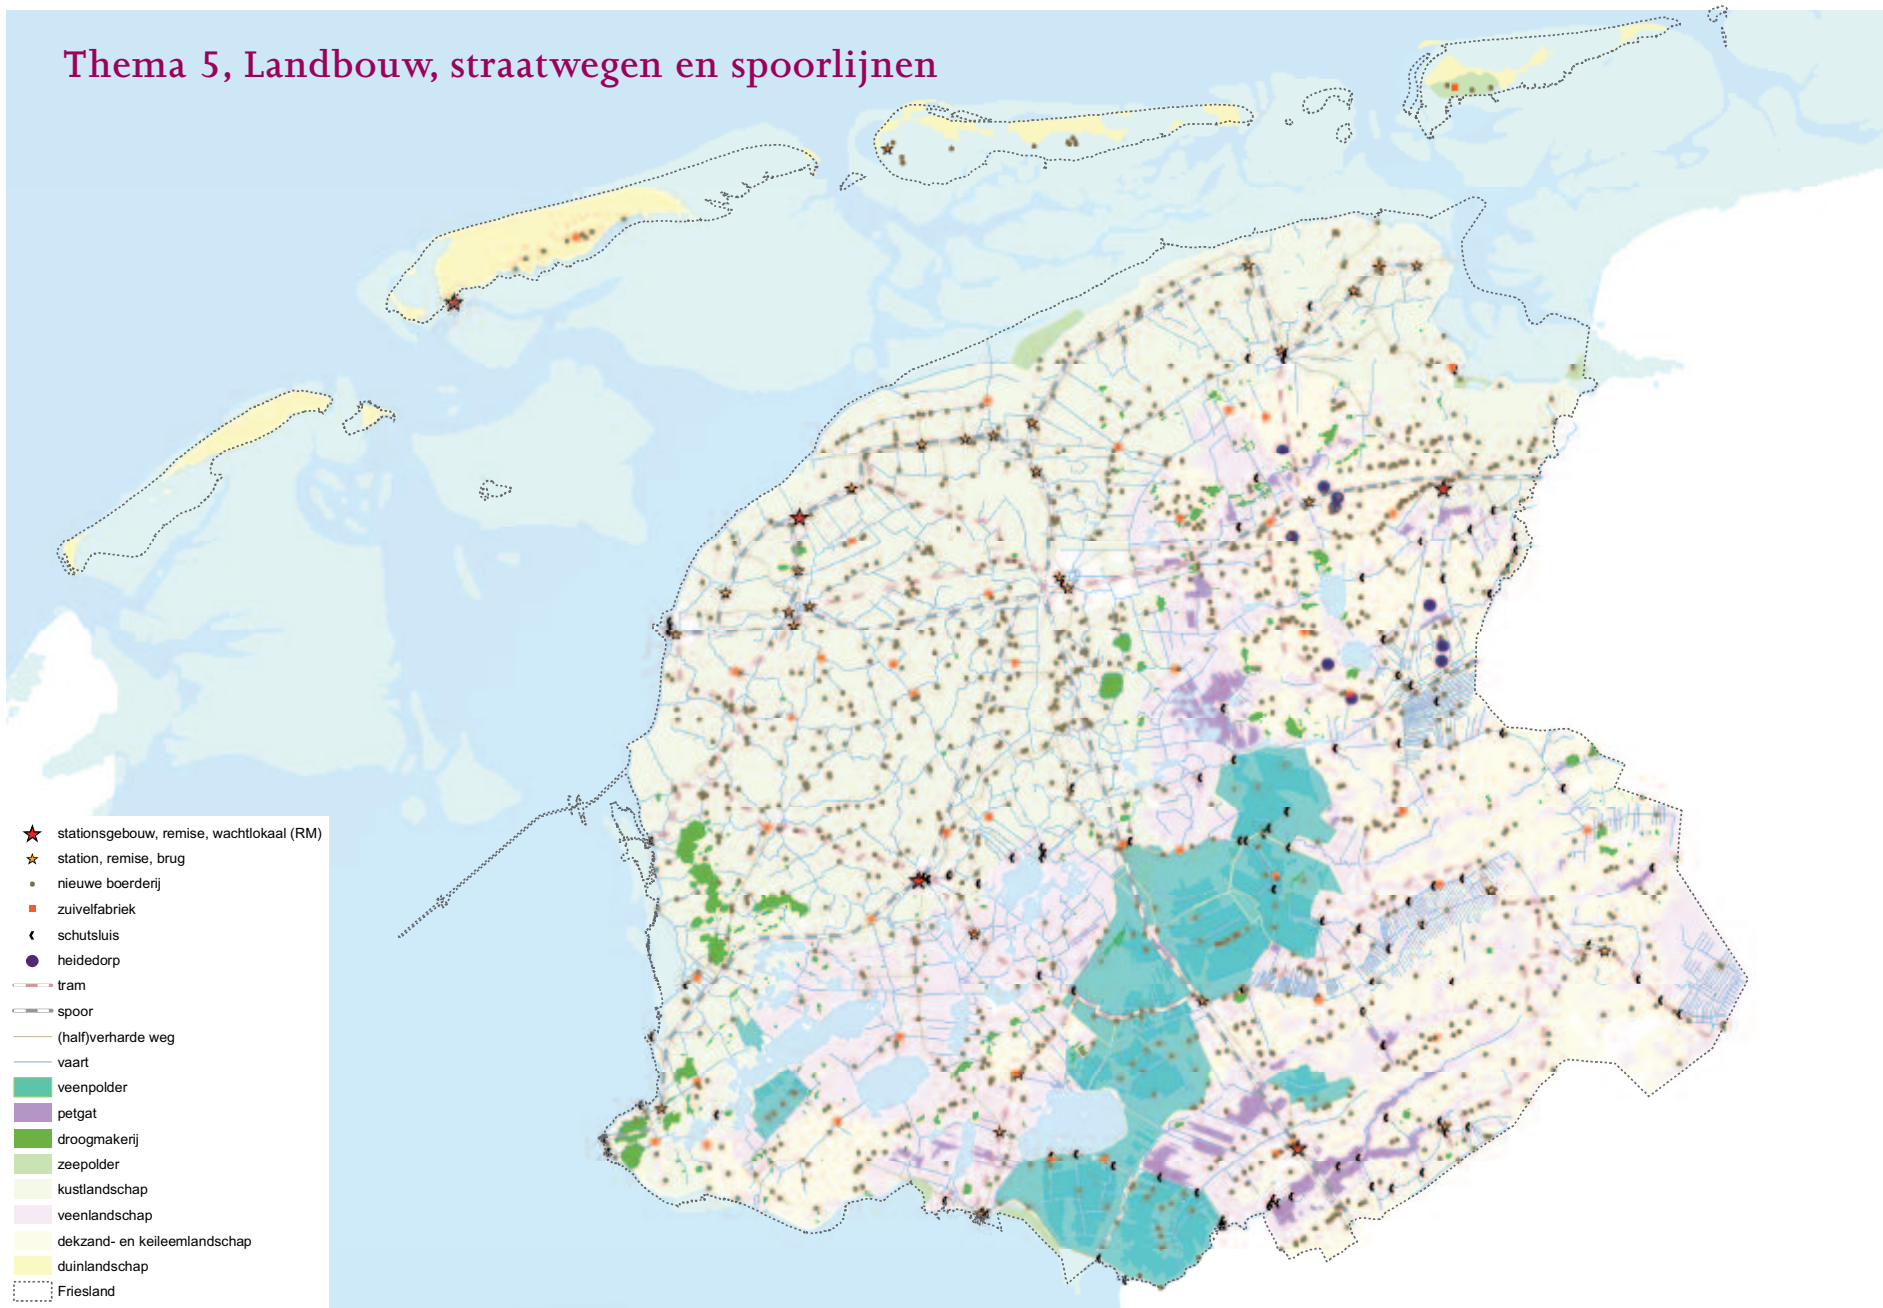 Thema 5, Landbouw, straatwegen en spoorlijnen
stationsgebouw, remise, wachtlokaal (RM)
station, remise, brug
nieuwe boerderij
zuivelfabriek
schutsluis
heidedorp
tram
spoor
(half)verharde weg
vaart
veenpolder
petgat
droogmakerij
zeepolder
kustlandschap
veenlandschap
dekzand- en keileemlandschap
duinlandschap
Friesland